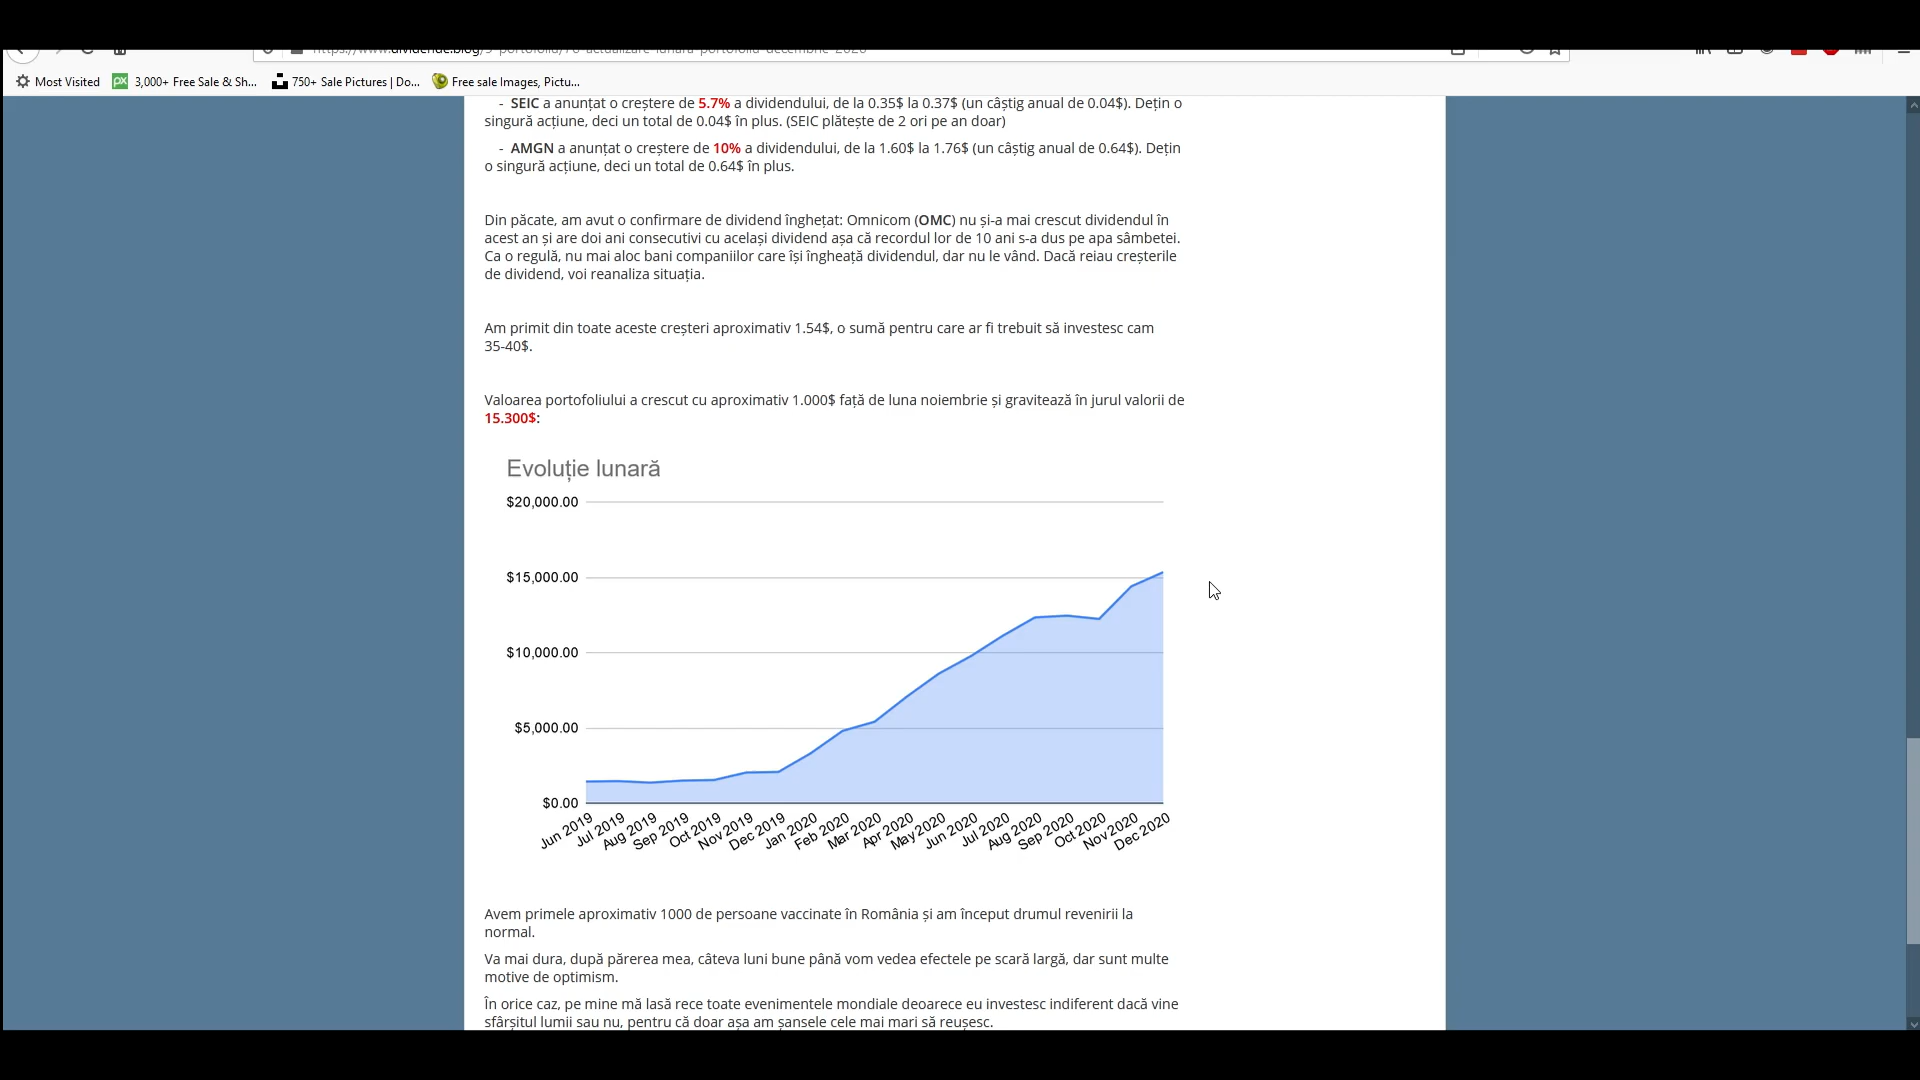 https://www.dividende.blog/9-portofoliu/76-actualizare-lunara-portofoliu-decembrie-2020
Most Visited
3,000+ Free Sale & Sh...
750+ Sale Pictures | Do...
Free sale Images, Pictu...
- SEIC a anunțat o creștere de 5.7% a dividendului, de la 0.35$ la 0.37$ (un câștig anual de 0.04$). Dețin o
singură acțiune, deci un total de 0.04$ în plus. (SEIC plătește de 2 ori pe an doar)
- AMGN a anunțat o creștere de 10% a dividendului, de la 1.60$ la 1.76$ (un câștig anual de 0.64$). Dețin
o singură acțiune, deci un total de 0.64$ în plus.
Din păcate, am avut o confirmare de dividend înghețat: Omnicom (OMC) nu și-a mai crescut dividendul în
acest an și are doi ani consecutivi cu același dividend așa că recordul lor de 10 ani s-a dus pe apa sâmbetei.
Ca o regulă, nu mai aloc bani companiilor care își îngheață dividendul, dar nu le vând. Dacă reiau creșterile
de dividend, voi reanaliza situația.
Am primit din toate aceste creșteri aproximativ 1.54$, o sumă pentru care ar fi trebuit să investesc cam
35-40$.
Valoarea portofoliului a crescut cu aproximativ 1.000$ față de luna noiembrie și gravitează în jurul valorii de
15.300$:
Evoluție lunară
$20,000.00
$15,000.00
$10,000.00
$5,000.00
$0.00
Jun 2019
Jul 2019
Aug 2019
Sep 2019
Oct 2019
Nov 2019
Dec 2019
Jan 2020
Feb 2020
Mar 2020
Apr 2020
May 2020
Jun 2020
Jul 2020
Aug 2020
Sep 2020
Oct 2020
Nov 2020
Dec 2020
Avem primele aproximativ 1000 de persoane vaccinate în România și am început drumul revenirii la
normal.
Va mai dura, după părerea mea, câteva luni bune până vom vedea efectele pe scară largă, dar sunt multe
motive de optimism.
În orice caz, pe mine mă lasă rece toate evenimentele mondiale deoarece eu investesc indiferent dacă vine
sfârșitul lumii sau nu, pentru că doar așa am șansele cele mai mari să reușesc.